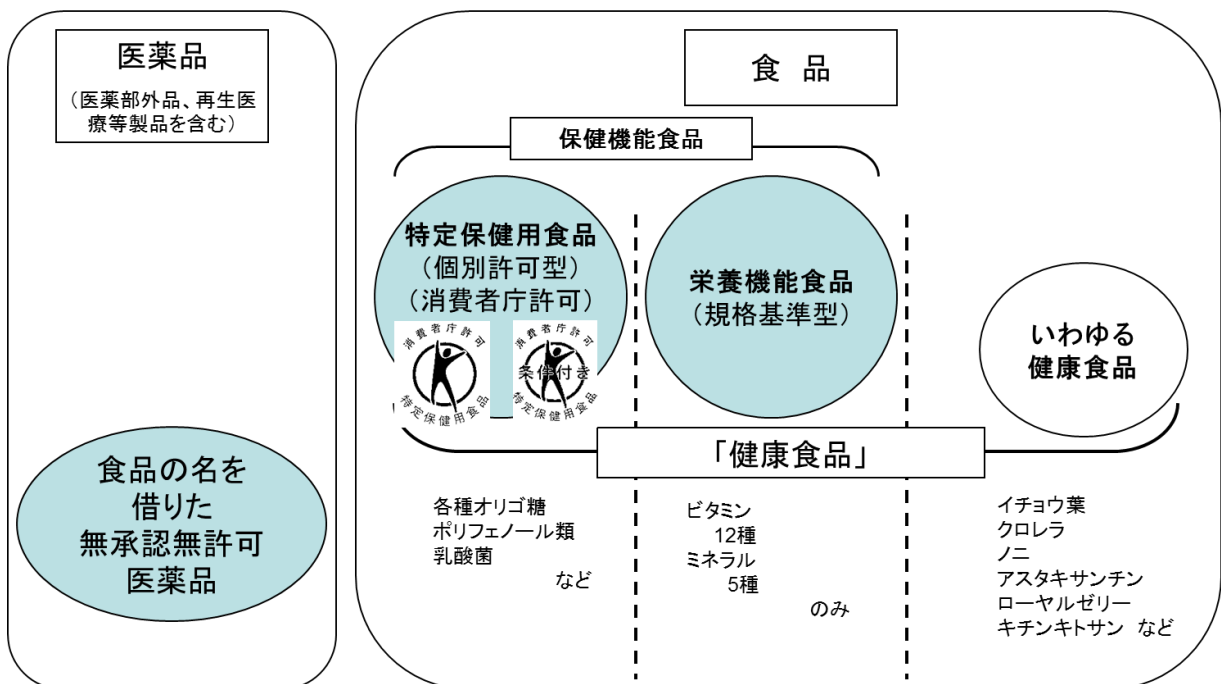 医薬品
（医薬部外品、再生医
療等製品を含む）
食　品
保健機能食品
特定保健用食品
（個別許可型）
（消費者庁許可）
消費者庁許可
特定保健用食品
消費者庁許可
条件付き
特定保健用食品
栄養機能食品
（規格基準型）
いわゆる
健康食品
「健康食品」
食品の名を
借りた
無承認無許可
医薬品
各種オリゴ糖
ポリフェノール類
乳酸菌
など
ビタミン
12種
ミネラル
5種
のみ
イチョウ葉
クロレラ
ノニ
アスタキサンチン
ローヤルゼリー
キチンキトサン　など